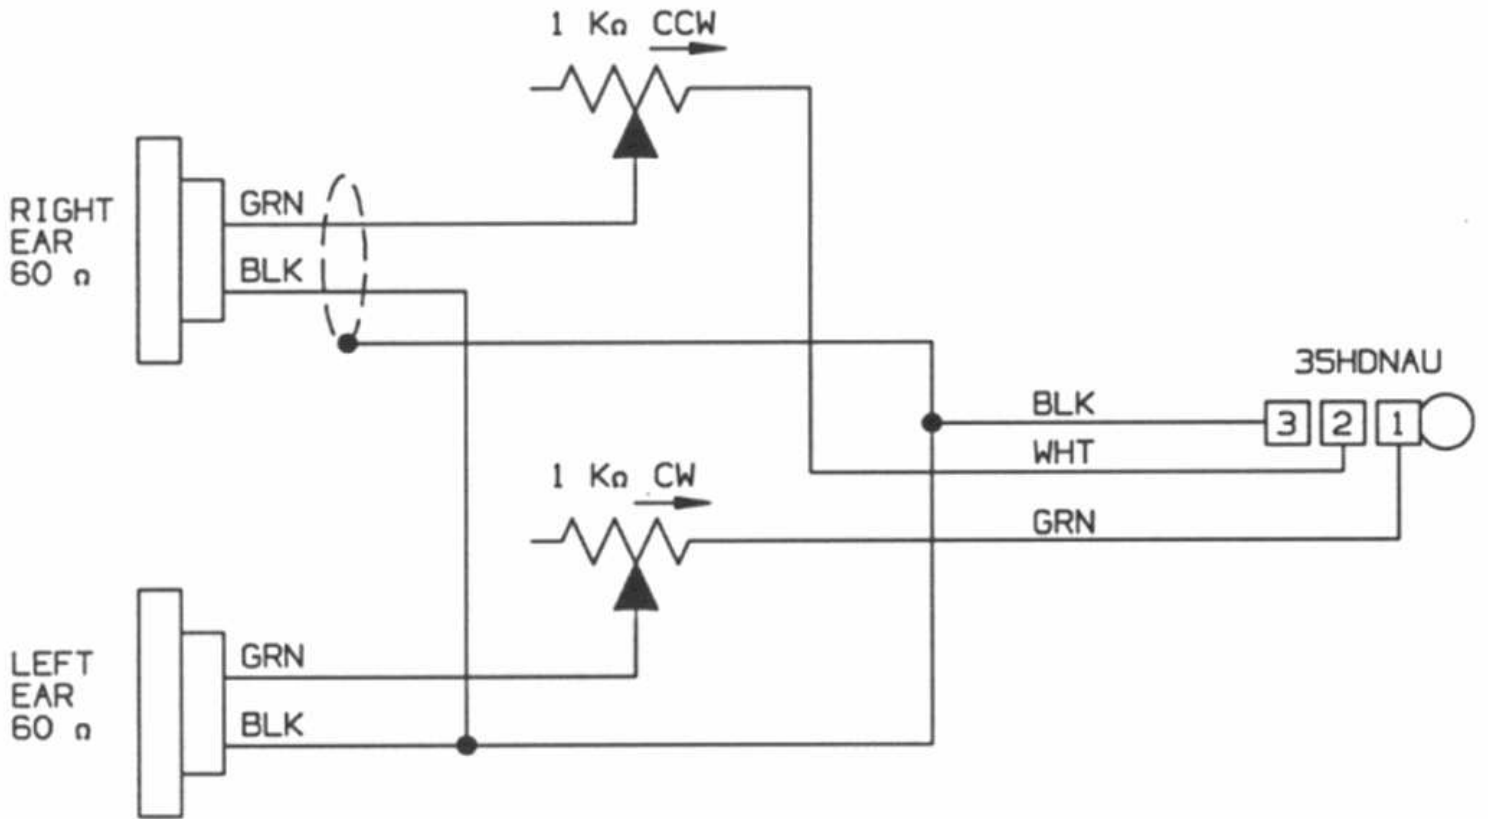 1 KΩ CCW
RIGHT
EAR
60 Ω
GRN
BLK
35HDNAU
BLK
3 2 1
WHT
1 KΩ CW
GRN
LEFT
EAR
60 Ω
GRN
BLK